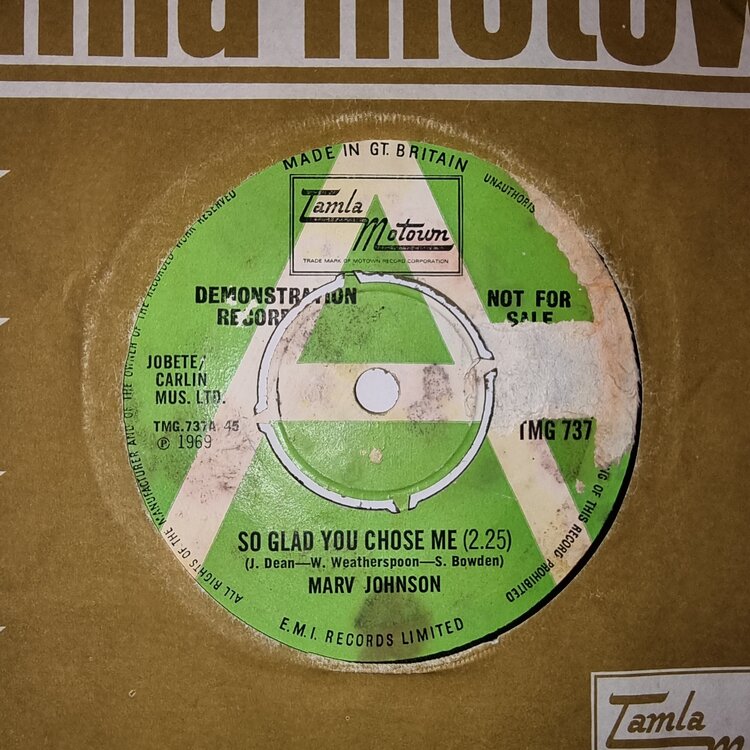 MADE IN GT. BRITAIN
UNAUTHORIS
Tamla
Motown
TRADE MARK OF MOTOWN RECORD CORPORATION
DEMONSTRATION
RECORD
NOT FOR
SALE
JOBETE/
CARLIN
MUS. LTD.
TMG.737A 45
℗ 1969
TMG 737
SO GLAD YOU CHOSE ME (2.25)
(J. Dean—W. Weatherspoon—S. Bowden)
MARV JOHNSON
E.M.I. RECORDS LIMITED
ALL RIGHTS OF THE MANUFACTURER AND OF THE OWNER OF THE RECORDED WORK RESERVED
NG OF THIS RECORD PROHIBITED
Tamla